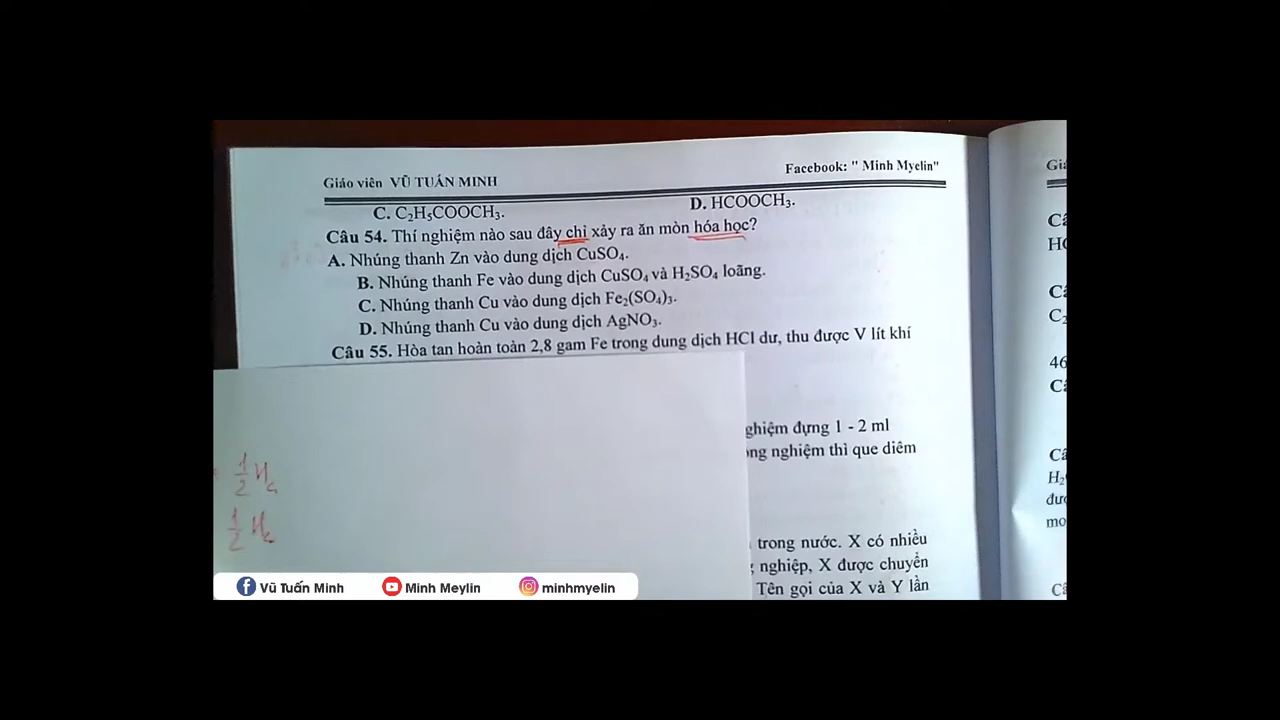 Giáo viên VŨ TUẤN MINH
Facebook: " Minh Myelin"
C. C₂H₅COOCH₃.
D. HCOOCH₃.
Câu 54. Thí nghiệm nào sau đây chỉ xảy ra ăn mòn hóa học?
A. Nhúng thanh Zn vào dung dịch CuSO₄.
B. Nhúng thanh Fe vào dung dịch CuSO₄ và H₂SO₄ loãng.
C. Nhúng thanh Cu vào dung dịch Fe₂(SO₄)₃.
D. Nhúng thanh Cu vào dung dịch AgNO₃.
Câu 55. Hòa tan hoàn toàn 2,8 gam Fe trong dung dịch HCl dư, thu được V lít khí
1 - 2 ml
nghiệm thì que diêm
trong nước. X có nhiều
nghiệp, X được chuyển
Tên gọi của X và Y lần
46
Vũ Tuấn Minh
Minh Meylin
minhmyelin